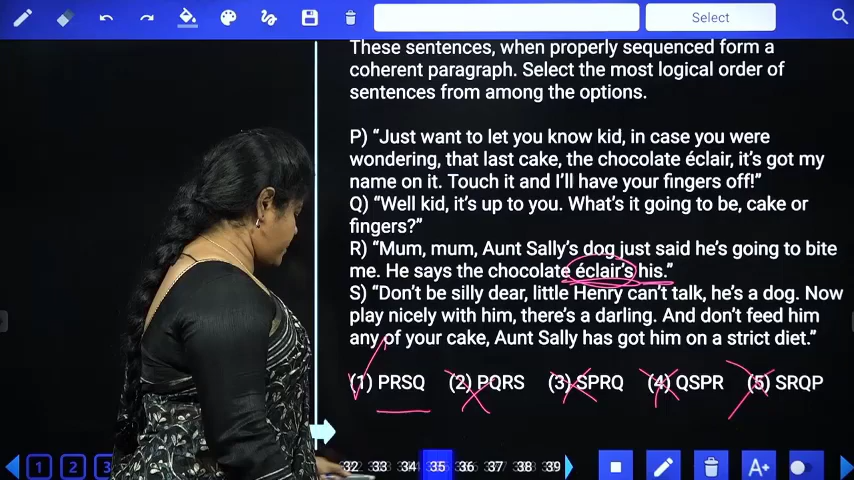 Select
These sentences, when properly sequenced form a
coherent paragraph. Select the most logical order of
sentences from among the options.
P) “Just want to let you know kid, in case you were
wondering, that last cake, the chocolate éclair, it’s got my
name on it. Touch it and I’ll have your fingers off!”
Q) “Well kid, it’s up to you. What’s it going to be, cake or
fingers?”
R) “Mum, mum, Aunt Sally’s dog just said he’s going to bite
me. He says the chocolate éclair’s his.”
S) “Don’t be silly dear, little Henry can’t talk, he’s a dog. Now
play nicely with him, there’s a darling. And don’t feed him
any of your cake, Aunt Sally has got him on a strict diet.”
(1) PRSQ (2) PQRS (3) SPRQ (4) QSPR (5) SRQP
1 2 3 32 33 34 35 36 37 38 39 A+